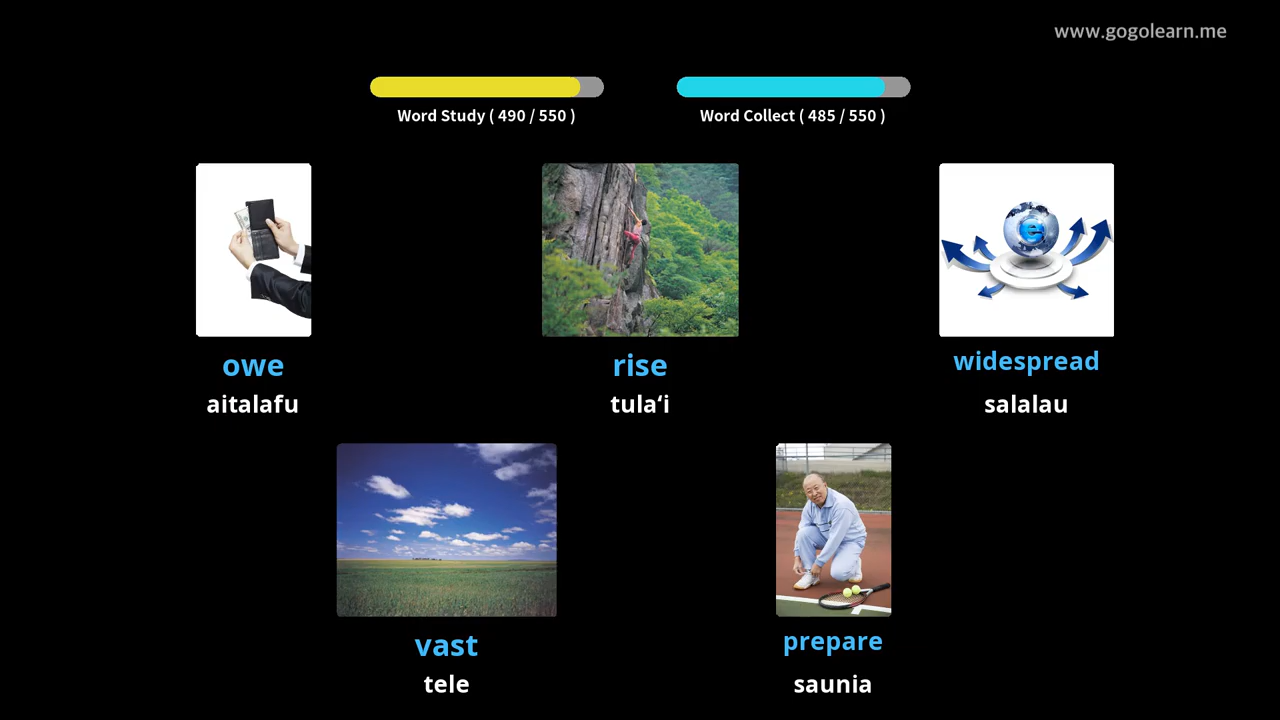 www.gogolearn.me
Word Study ( 490 / 550 )
Word Collect ( 485 / 550 )
owe
aitalafu
rise
tulaʻi
widespread
salalau
vast
tele
prepare
saunia